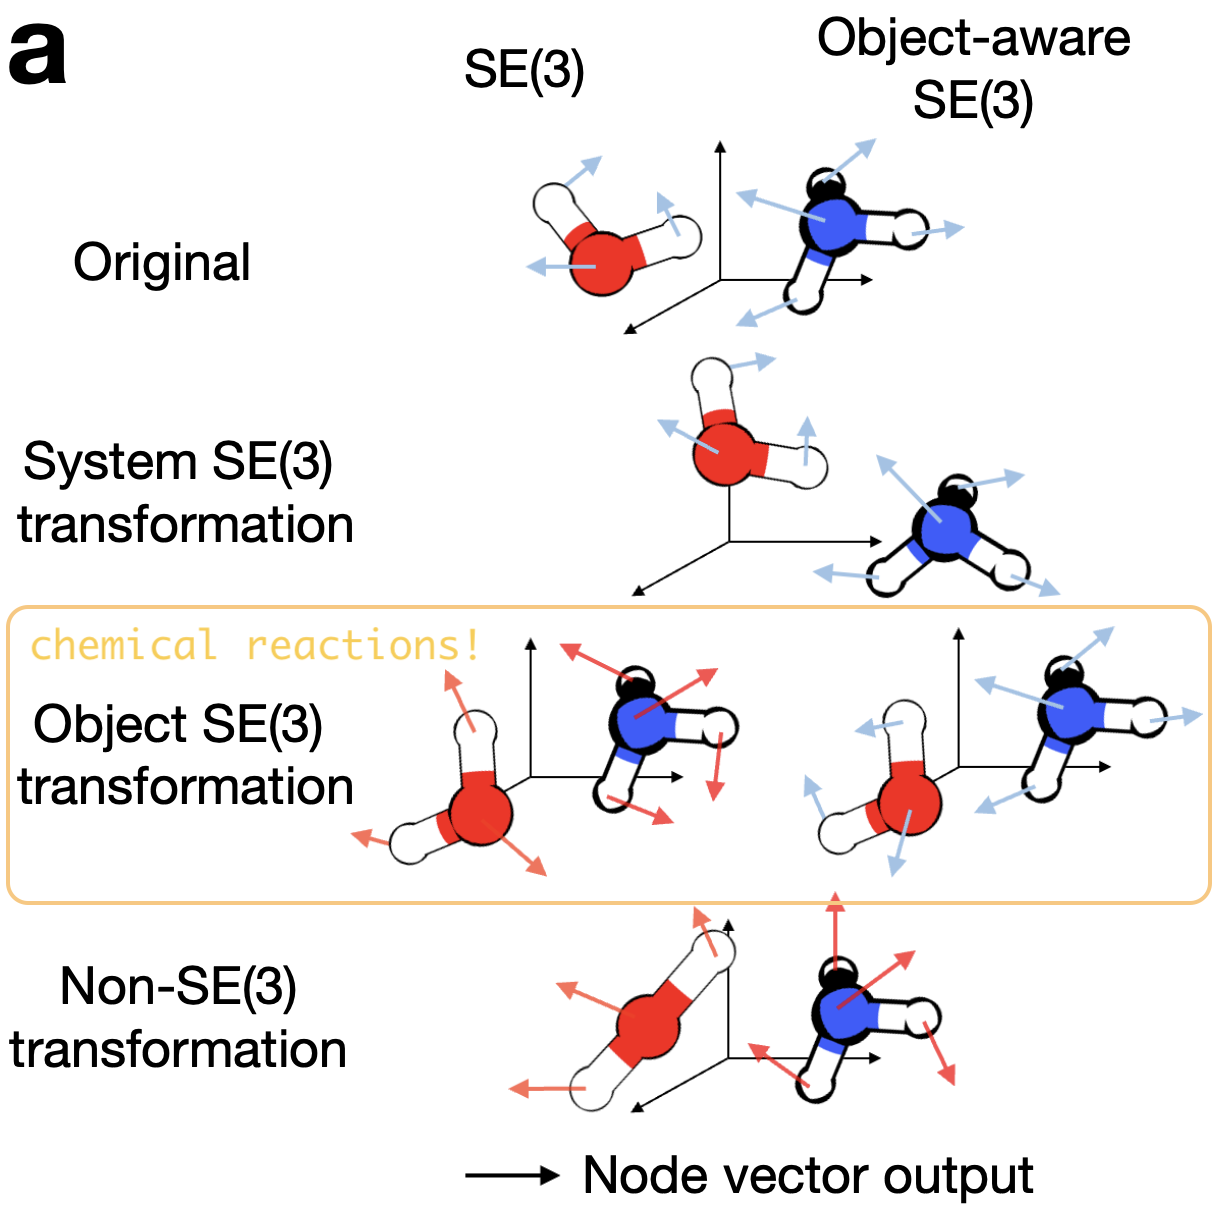 a
SE(3)
Object-aware
SE(3)
Original
System SE(3)
transformation
chemical reactions!
Object SE(3)
transformation
Non-SE(3)
transformation
Node vector output